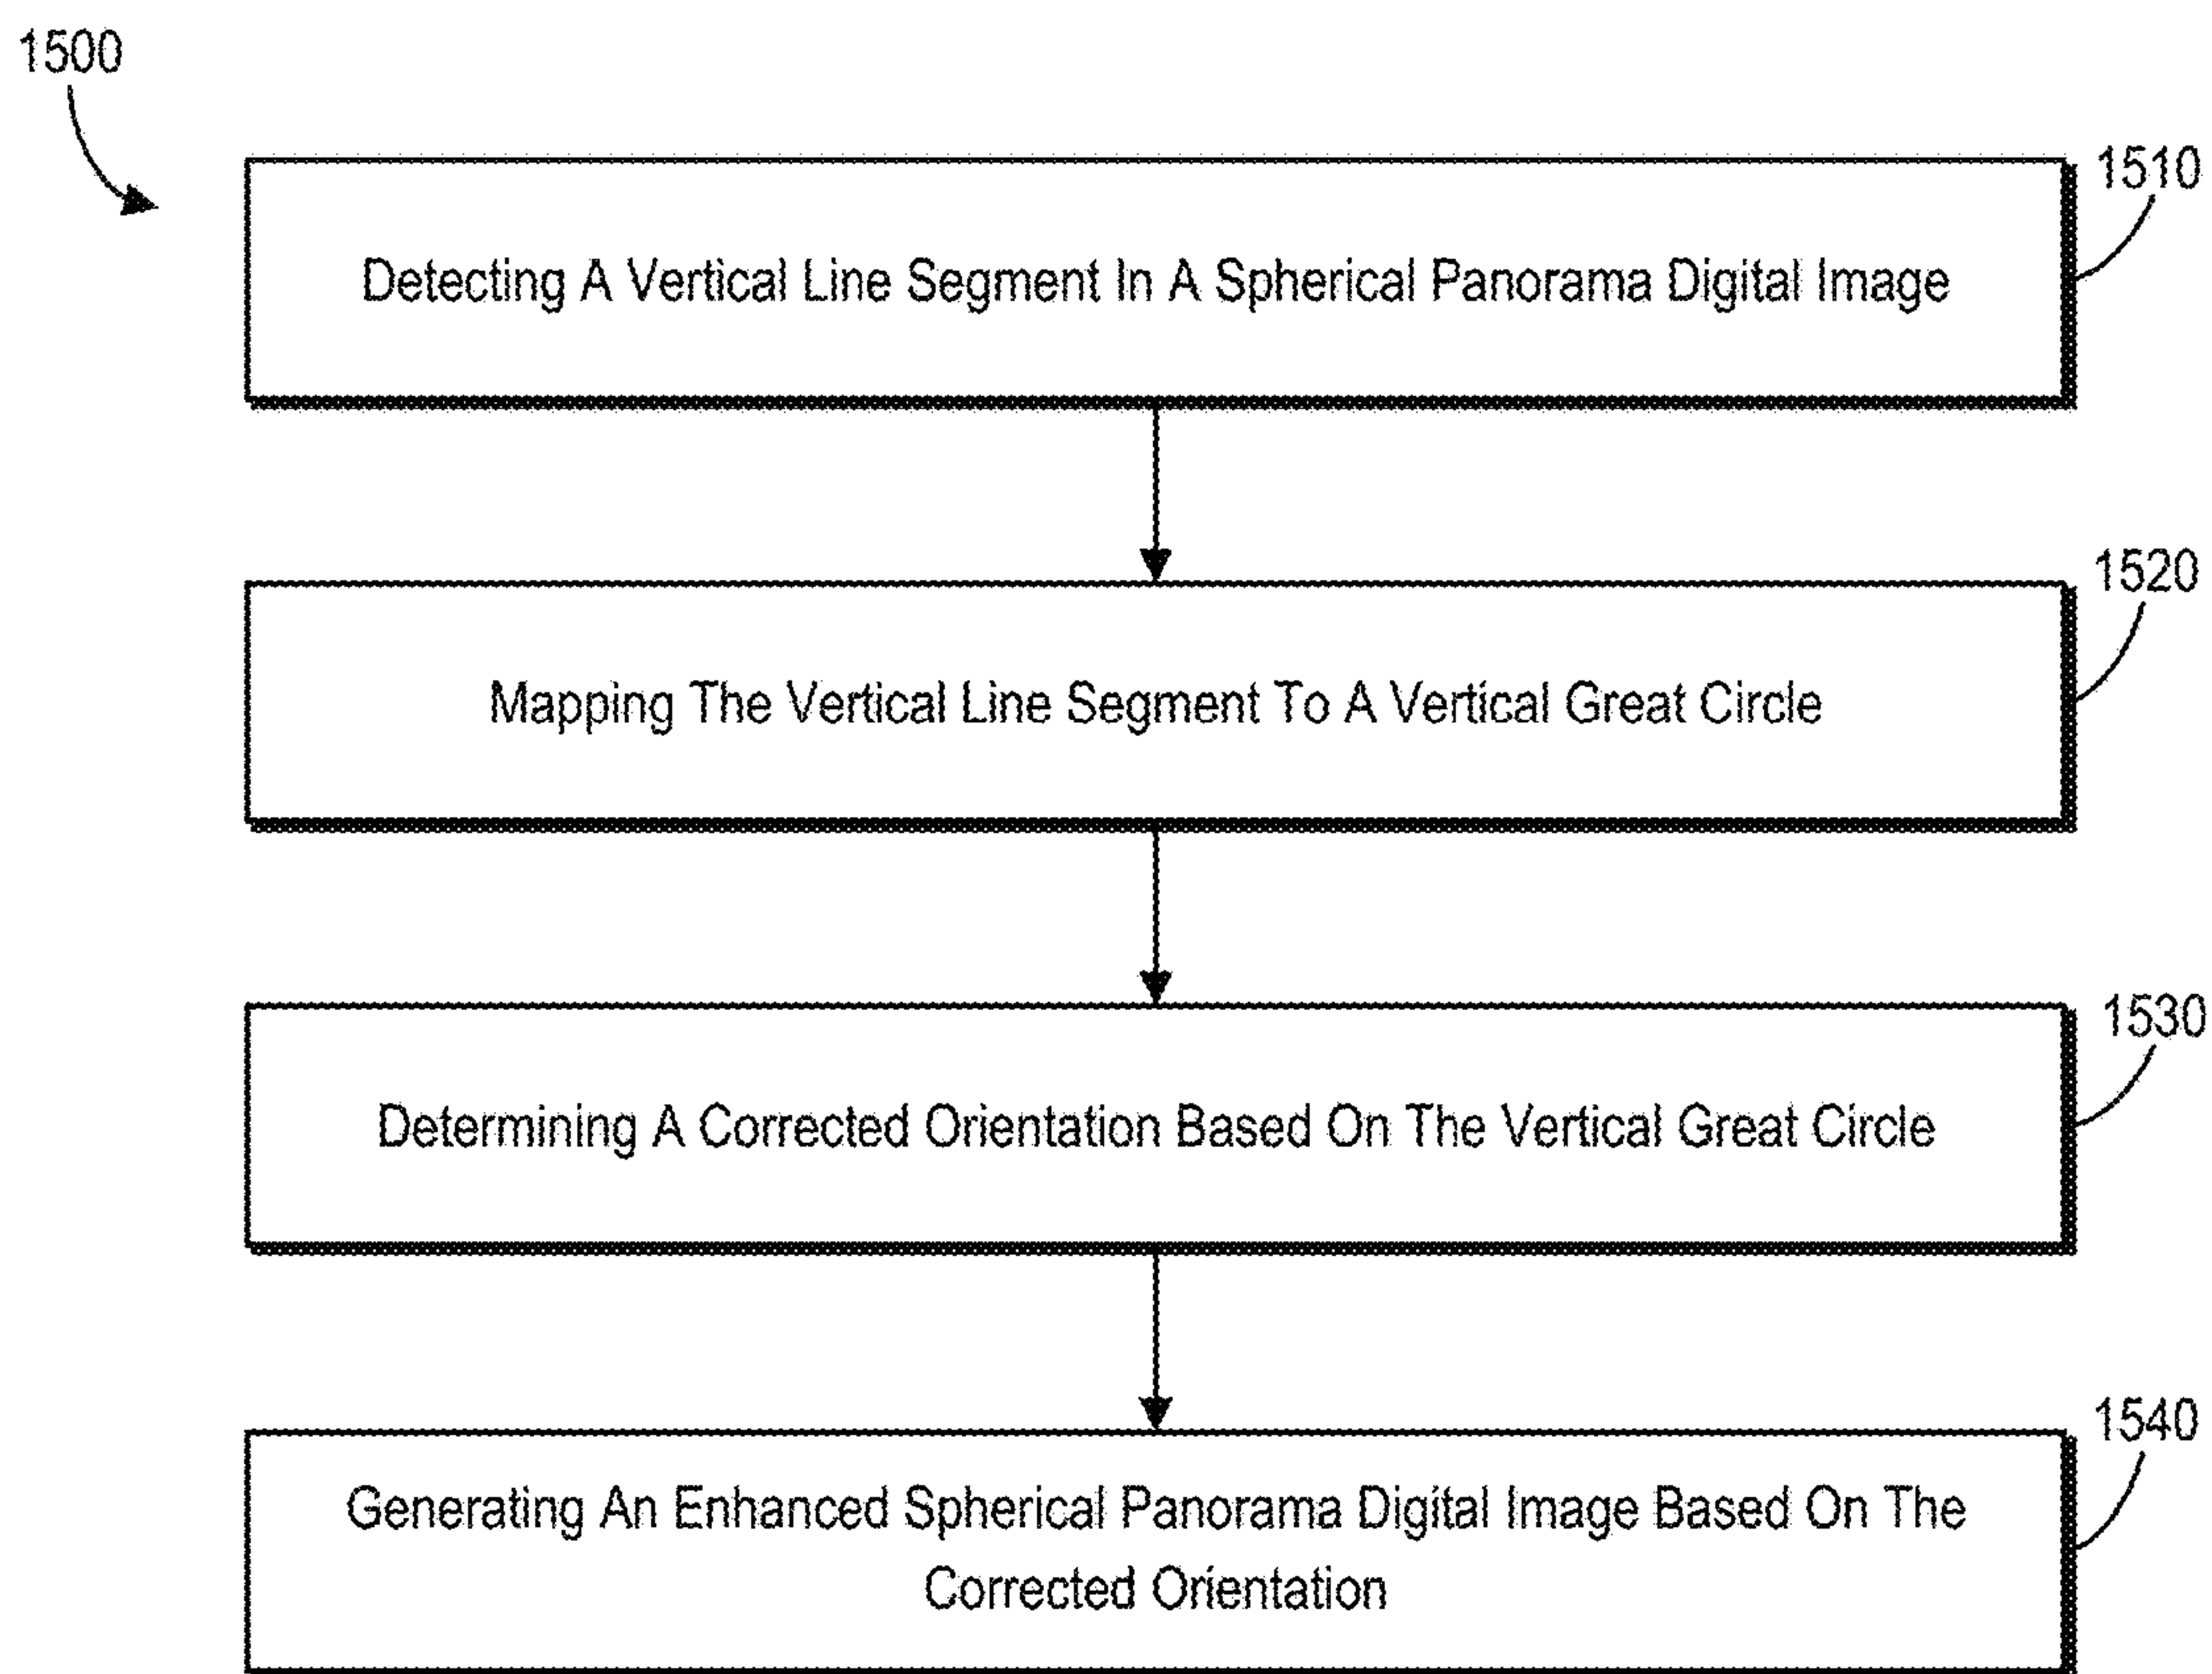 1500
1510
Detecting A Vertical Line Segment In A Spherical Panorama Digital Image
1520
Mapping The Vertical Line Segment To A Vertical Great Circle
1530
Determining A Corrected Orientation Based On The Vertical Great Circle
1540
Generating An Enhanced Spherical Panorama Digital Image Based On The
Corrected Orientation